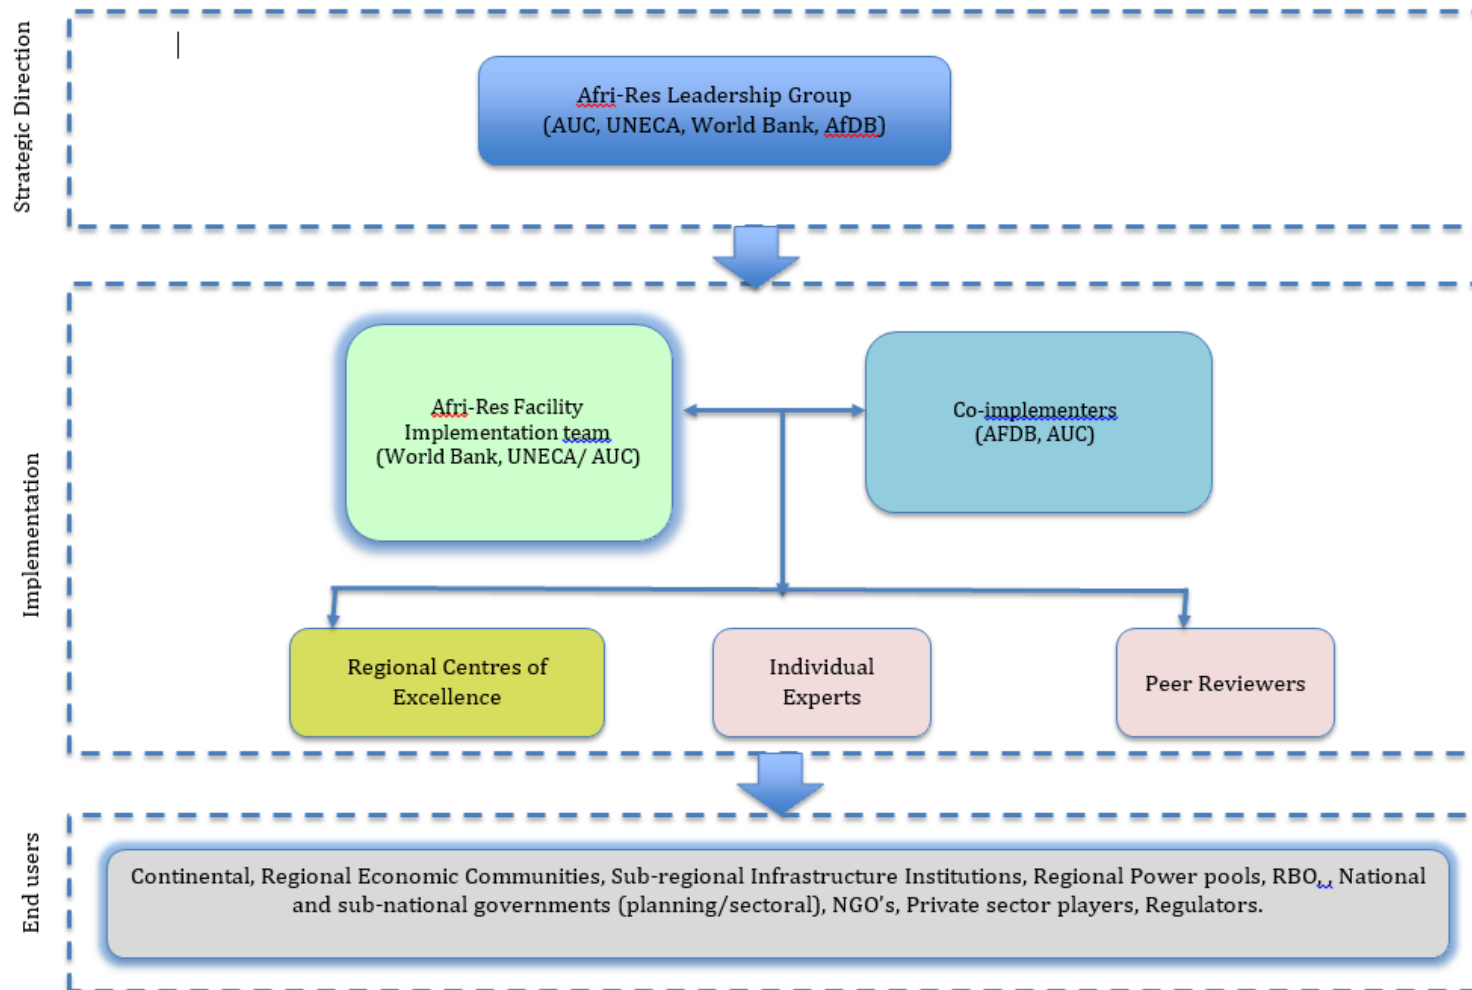 Strategic Direction
Afri-Res Leadership Group
(AUC, UNECA, World Bank, AfDB)
Implementation
Afri-Res Facility
Implementation team
(World Bank, UNECA/ AUC)
Co-implementers
(AFDB, AUC)
Regional Centres of
Excellence
Individual
Experts
Peer Reviewers
End users
Continental, Regional Economic Communities, Sub-regional Infrastructure Institutions, Regional Power pools, RBO,, National
and sub-national governments (planning/sectoral), NGO's, Private sector players, Regulators.